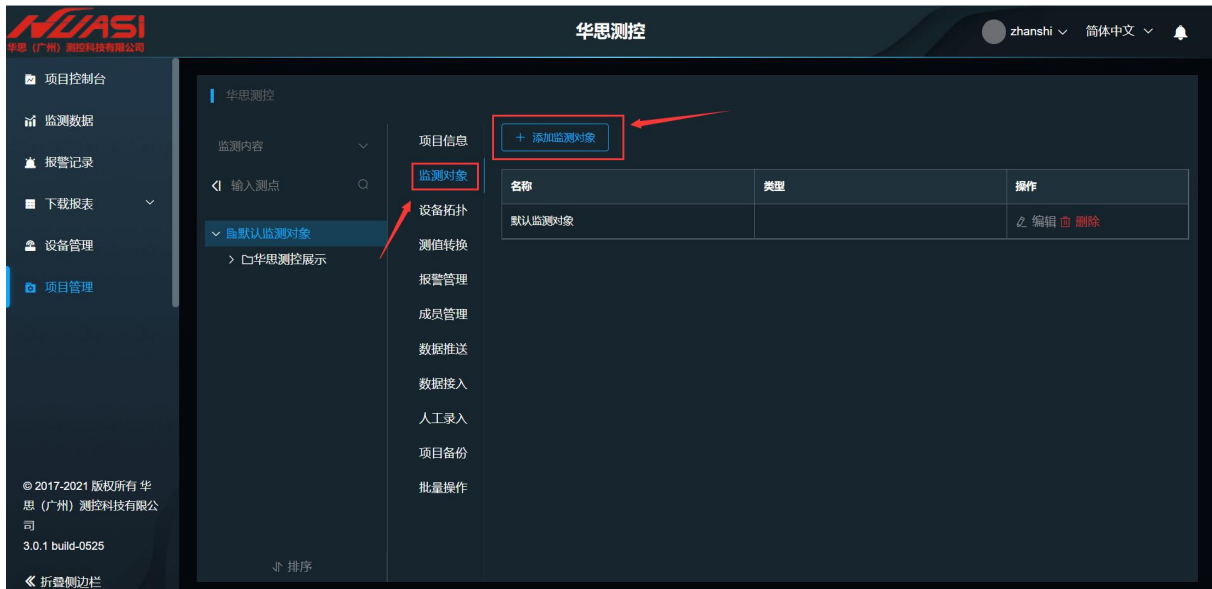 HUASI
华思（广州）测控科技有限公司
华思测控
zhanshi
简体中文
项目控制台
监测数据
报警记录
下载报表
设备管理
项目管理
© 2017-2021 版权所有 华
思（广州）测控科技有限公
司
3.0.1 build-0525
折叠侧边栏
华思测控
监测内容
输入测点
默认监测对象
华思测控展示
排序
项目信息
监测对象
设备拓扑
测值转换
报警管理
成员管理
数据推送
数据接入
人工录入
项目备份
批量操作
+ 添加监测对象
名称 类型 操作
默认监测对象 编辑 删除